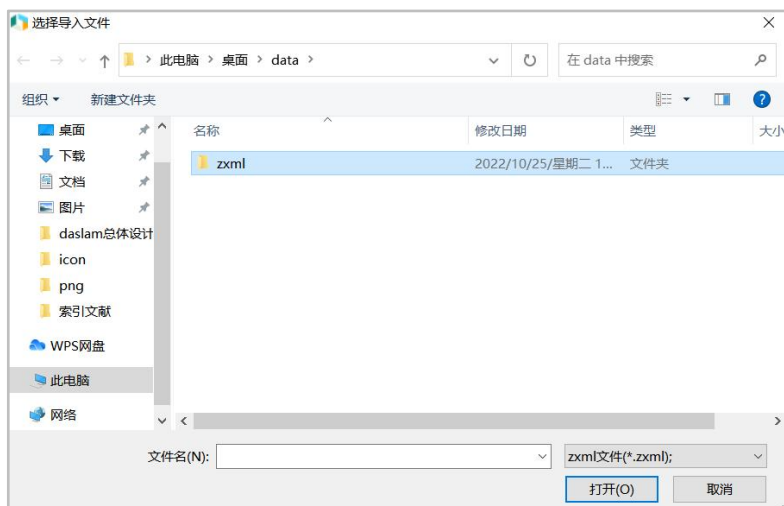 选择导入文件
此电脑 > 桌面 > data >
在 data 中搜索
组织 新建文件夹
名称 修改日期 类型 大小
桌面
下载
文档
图片
daslam总体设计
icon
png
索引文献
WPS网盘
此电脑
网络
zxml 2022/10/25/星期二 1... 文件夹
文件名(N): zxml文件(*.zxml);
打开(O) 取消